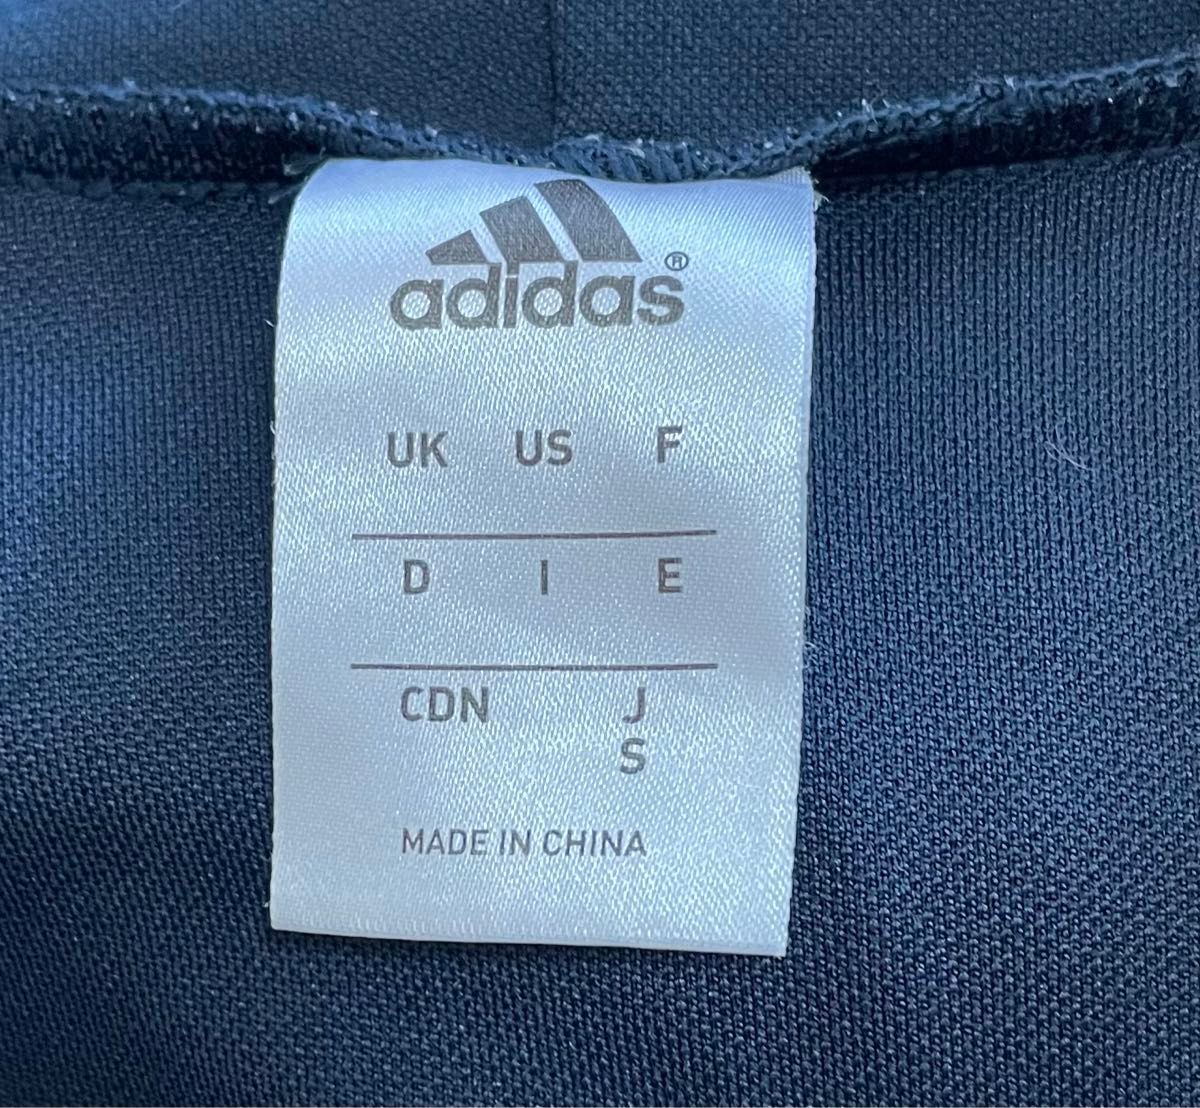 adidas®
UK US F
D I E
CDN J
S
MADE IN CHINA